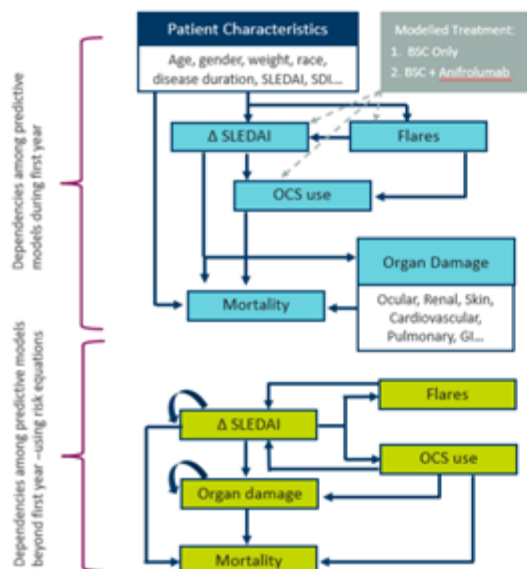 Patient Characteristics
Age, gender, weight, race,
disease duration, SLEDAI, SDI...
Modelled Treatment:
1. BSC Only
2. BSC + Anifrolumab
Dependencies among predictive
models during first year
Δ SLEDAI
Flares
OCS use
Organ Damage
Ocular, Renal, Skin,
Cardiovascular,
Pulmonary, GI...
Mortality
Dependencies among predictive models
beyond first year –using risk equations
Flares
Δ SLEDAI
OCS use
Organ damage
Mortality